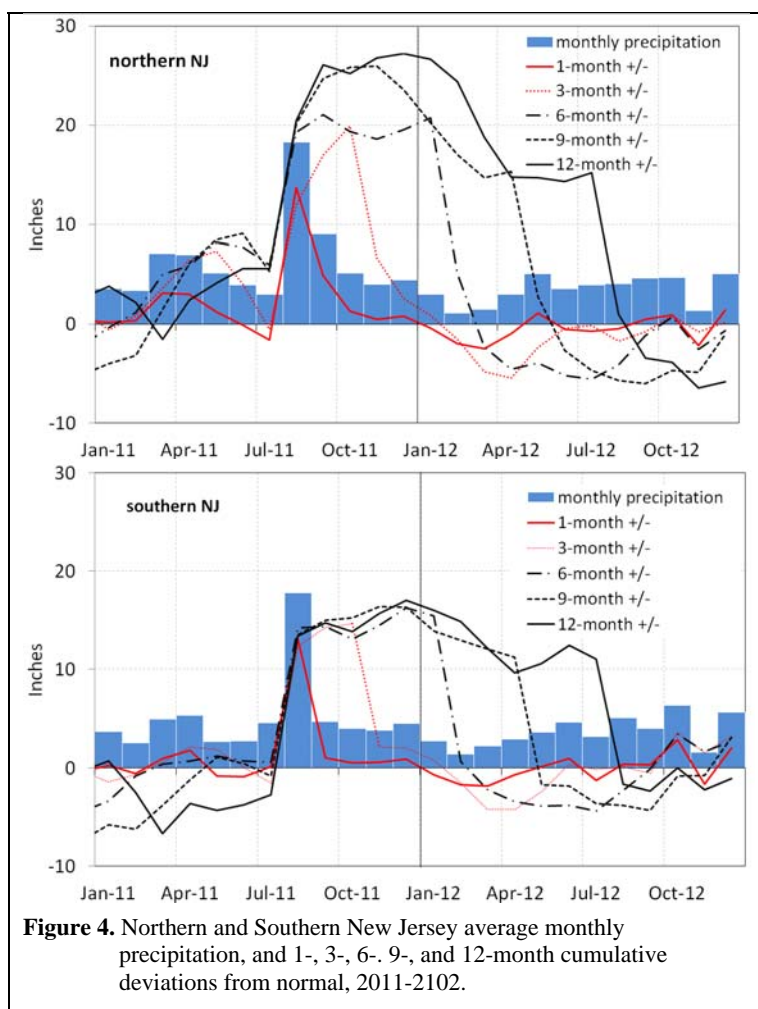 30
20
10
0
-10
Inches
northern NJ
monthly precipitation
1-month +/-
3-month +/-
6-month +/-
9-month +/-
12-month +/-
Jan-11 Apr-11 Jul-11 Oct-11 Jan-12 Apr-12 Jul-12 Oct-12
30
20
10
0
-10
Inches
southern NJ
monthly precipitation
1-month +/-
3-month +/-
6-month +/-
9-month +/-
12-month +/-
Jan-11 Apr-11 Jul-11 Oct-11 Jan-12 Apr-12 Jul-12 Oct-12
Figure 4. Northern and Southern New Jersey average monthly
precipitation, and 1-, 3-, 6-. 9-, and 12-month cumulative
deviations from normal, 2011-2102.